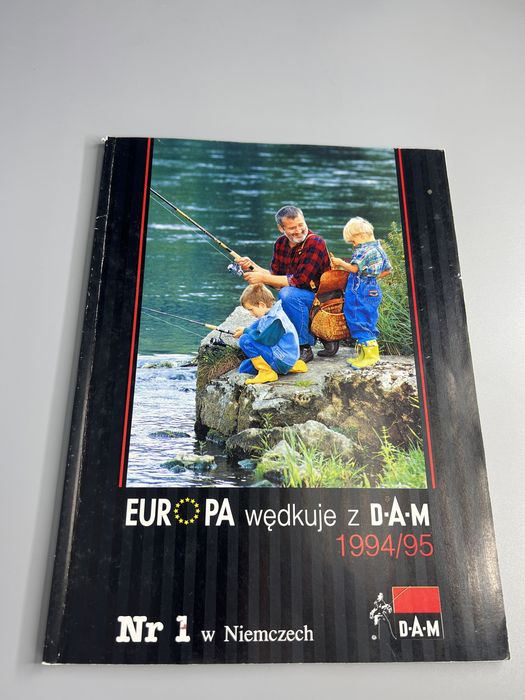 EUROPA wędkuje z D·A·M
1994/95
Nr 1 w Niemczech
D·A·M